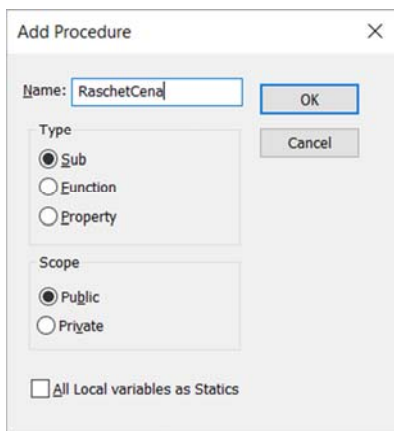 Add Procedure
Name: RaschetCena
OK
Cancel
Type
Sub
Function
Property
Scope
Public
Private
All Local variables as Statics